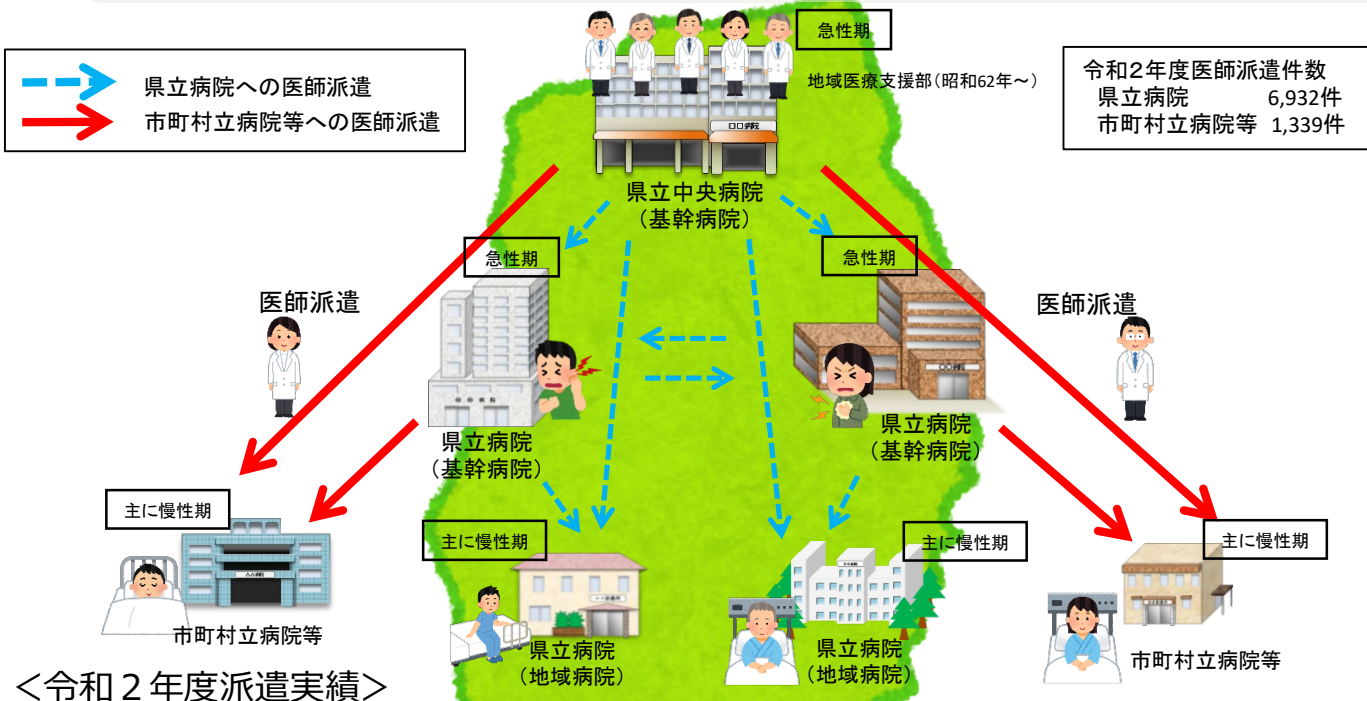 急性期
地域医療支援部(昭和62年~)
県立病院への医師派遣
市町村立病院等への医師派遣
令和2年度医師派遣件数
県立病院 6,932件
市町村立病院等 1,339件
県立中央病院
(基幹病院)
急性期
急性期
医師派遣
医師派遣
県立病院
(基幹病院)
県立病院
(基幹病院)
主に慢性期
主に慢性期
主に慢性期
主に慢性期
市町村立病院等
県立病院
(地域病院)
県立病院
(地域病院)
市町村立病院等
<令和2年度派遣実績>